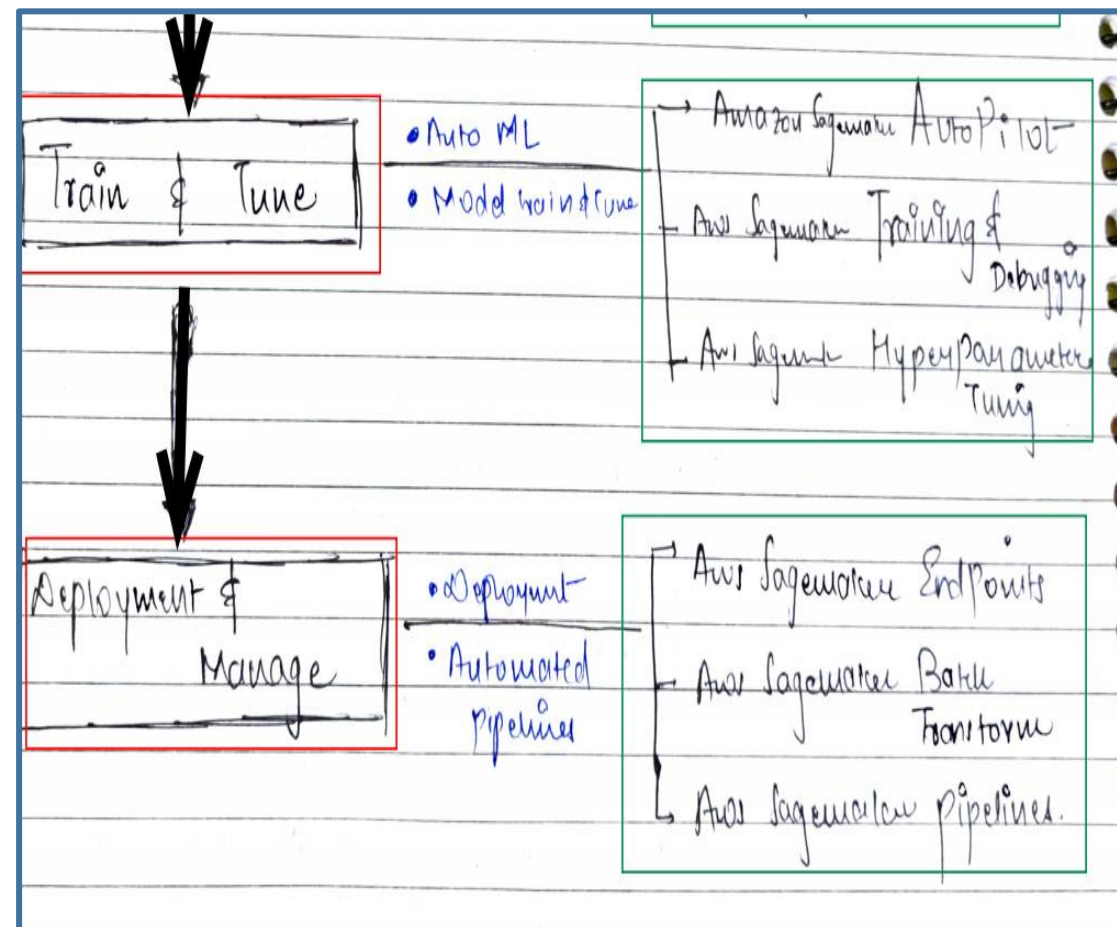 Train & Tune
• Auto ML
• Model train & tune
→ Amazon Sagemaker AutoPilot
Aws Sagemaker Training &
Debugging
Aws Sagemaker Hyperparameter
Tuning
Deployment &
Manage
• Deployment
• Automated
pipelines
→ Aws Sagemaker EndPoints
Aws Sagemaker Batch
Transform
Aws Sagemaker pipelines.